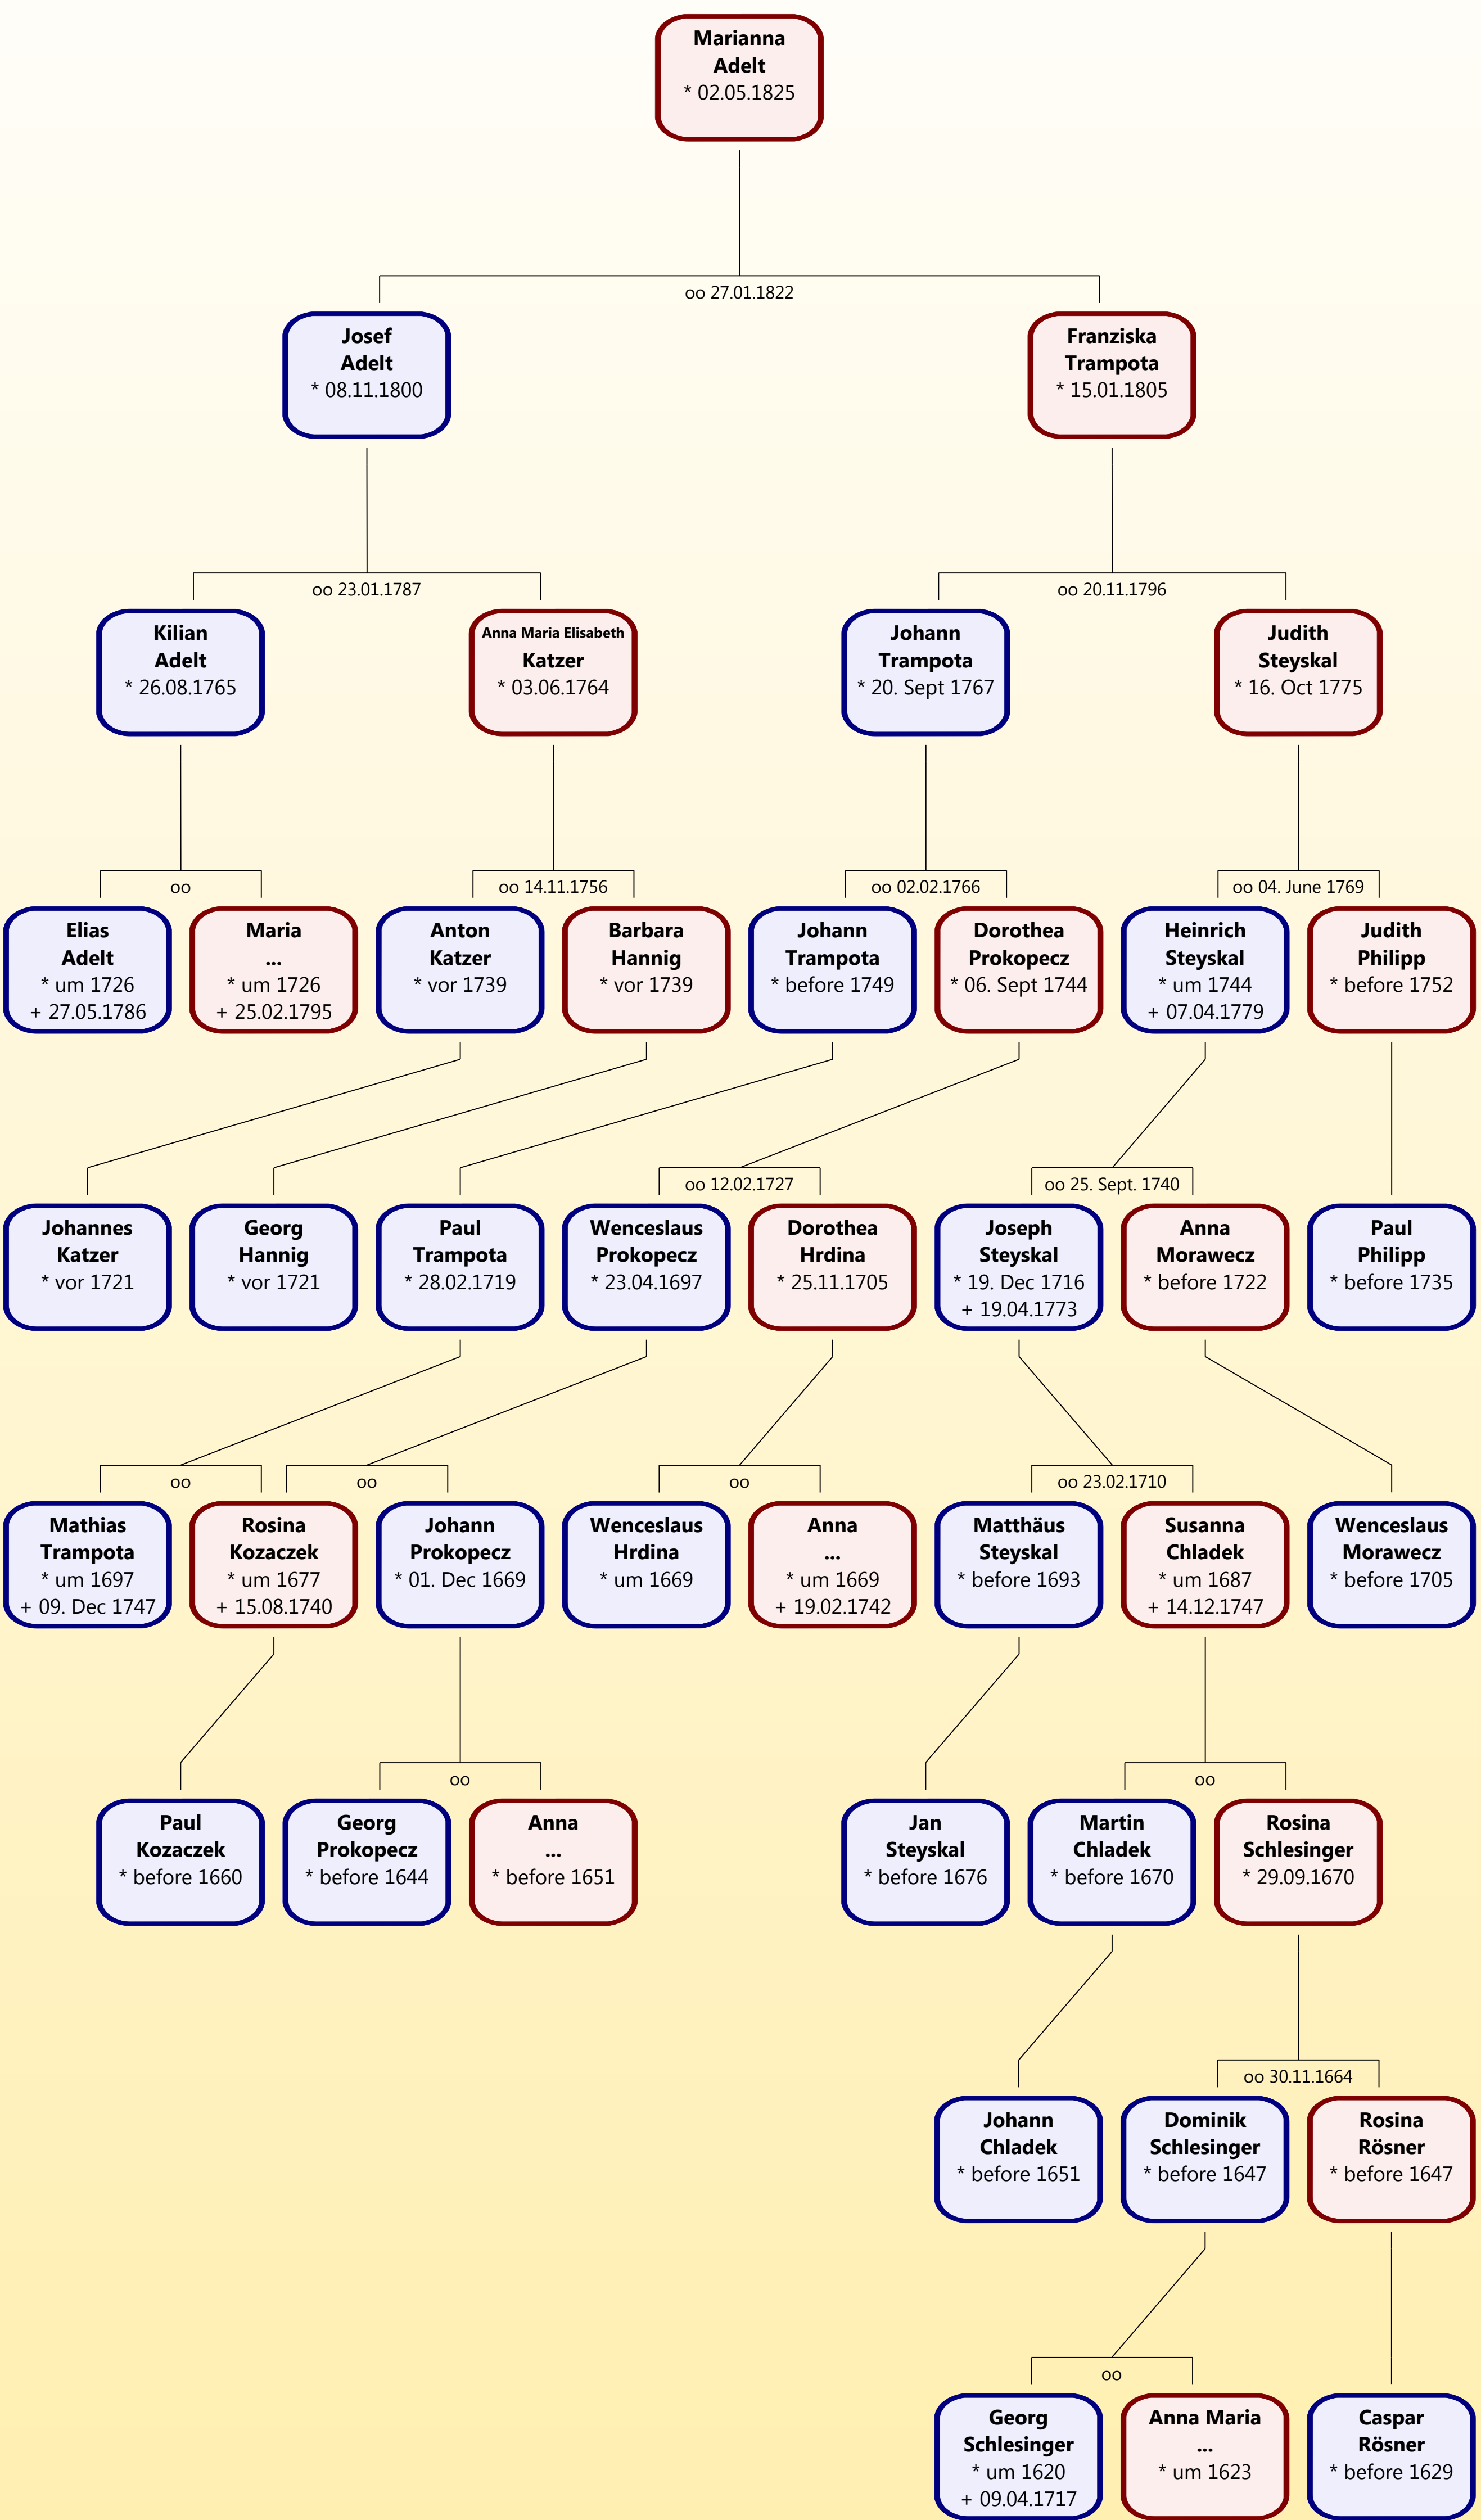 Marianna
Adelt
* 02.05.1825
oo 27.01.1822
Josef
Adelt
* 08.11.1800
Franziska
Trampota
* 15.01.1805
oo 23.01.1787
oo 20.11.1796
Kilian
Adelt
* 26.08.1765
Anna Maria Elisabeth
Katzer
* 03.06.1764
Johann
Trampota
* 20. Sept 1767
Judith
Steyskal
* 16. Oct 1775
oo
oo 14.11.1756
oo 02.02.1766
oo 04. June 1769
Elias
Adelt
* um 1726
+ 27.05.1786
Maria
...
* um 1726
+ 25.02.1795
Anton
Katzer
* vor 1739
Barbara
Hannig
* vor 1739
Johann
Trampota
* before 1749
Dorothea
Prokopecz
* 06. Sept 1744
Heinrich
Steyskal
* um 1744
+ 07.04.1779
Judith
Philipp
* before 1752
oo 12.02.1727
oo 25. Sept. 1740
Johannes
Katzer
* vor 1721
Georg
Hannig
* vor 1721
Paul
Trampota
* 28.02.1719
Wenceslaus
Prokopecz
* 23.04.1697
Dorothea
Hrdina
* 25.11.1705
Joseph
Steyskal
* 19. Dec 1716
+ 19.04.1773
Anna
Morawecz
* before 1722
Paul
Philipp
* before 1735
oo
oo
oo
oo 23.02.1710
Mathias
Trampota
* um 1697
+ 09. Dec 1747
Rosina
Kozaczek
* um 1677
+ 15.08.1740
Johann
Prokopecz
* 01. Dec 1669
Wenceslaus
Hrdina
* um 1669
Anna
...
* um 1669
+ 19.02.1742
Matthäus
Steyskal
* before 1693
Susanna
Chladek
* um 1687
+ 14.12.1747
Wenceslaus
Morawecz
* before 1705
oo
oo
Paul
Kozaczek
* before 1660
Georg
Prokopecz
* before 1644
Anna
...
* before 1651
Jan
Steyskal
* before 1676
Martin
Chladek
* before 1670
Rosina
Schlesinger
* 29.09.1670
oo 30.11.1664
Johann
Chladek
* before 1651
Dominik
Schlesinger
* before 1647
Rosina
Rösner
* before 1647
oo
Georg
Schlesinger
* um 1620
+ 09.04.1717
Anna Maria
...
* um 1623
Caspar
Rösner
* before 1629